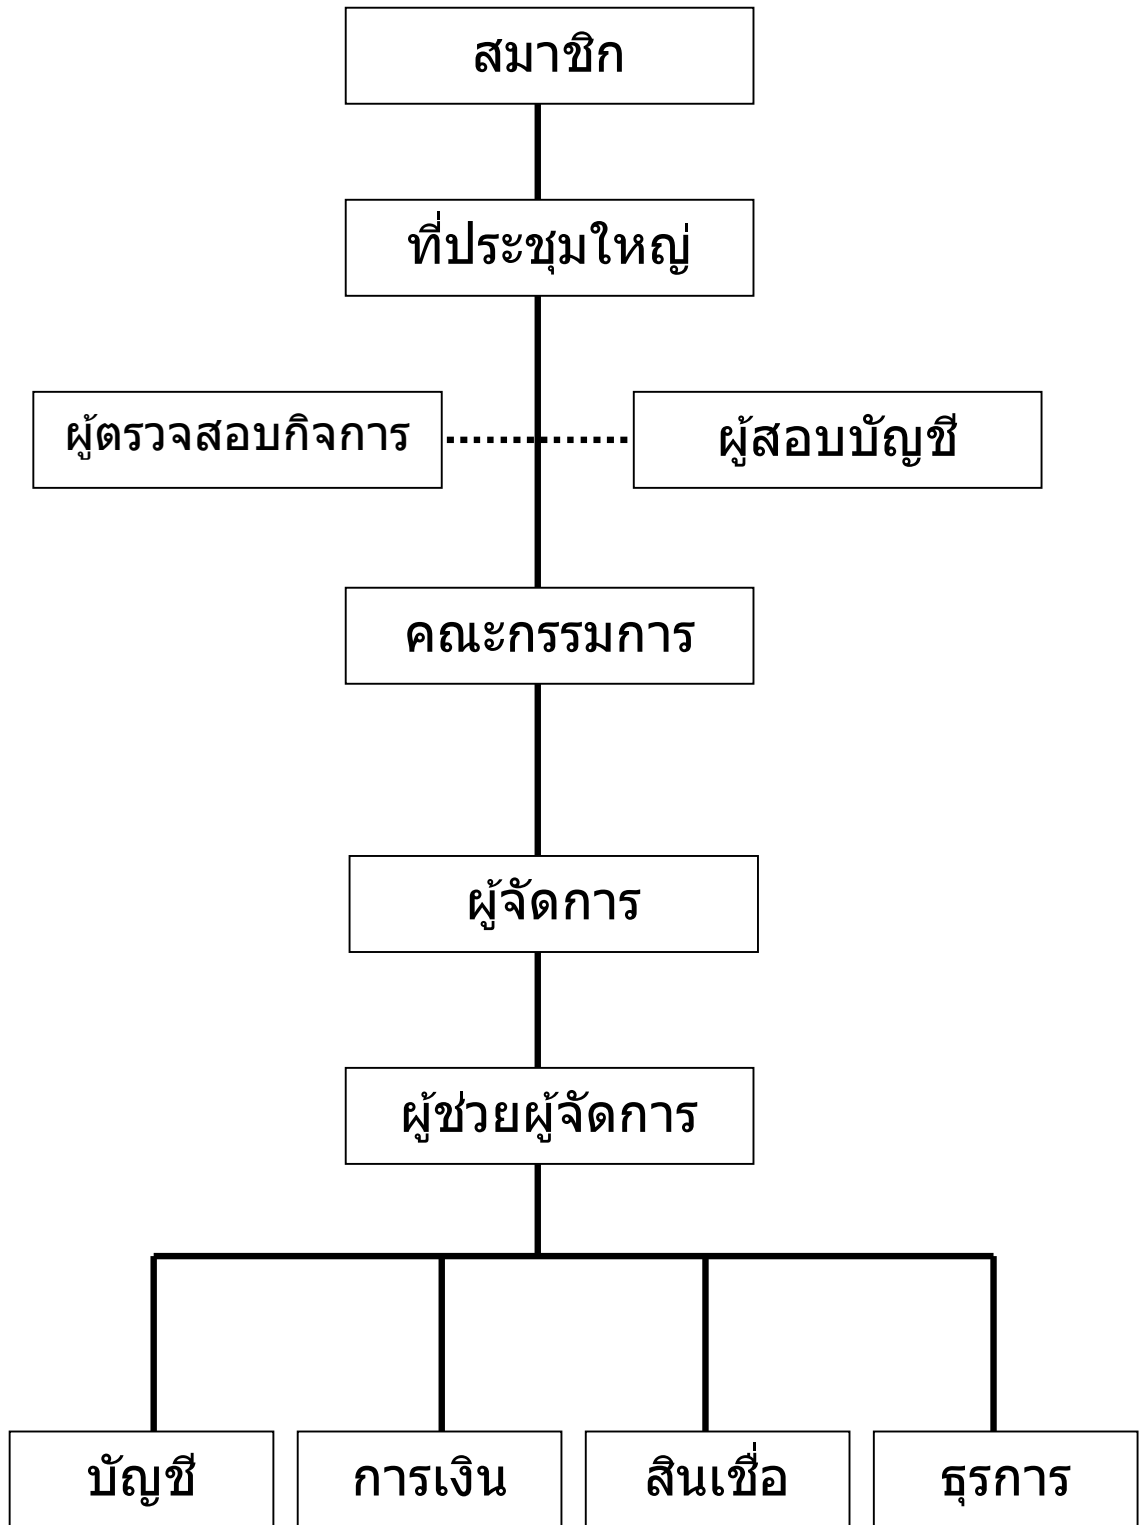 สมาชิก
ที่ประชุมใหญ่
ผู้ตรวจสอบกิจการ
ผู้สอบบัญชี
คณะกรรมการ
ผู้จัดการ
ผู้ช่วยผู้จัดการ
บัญชี
การเงิน
สินเชื่อ
ธุรการ